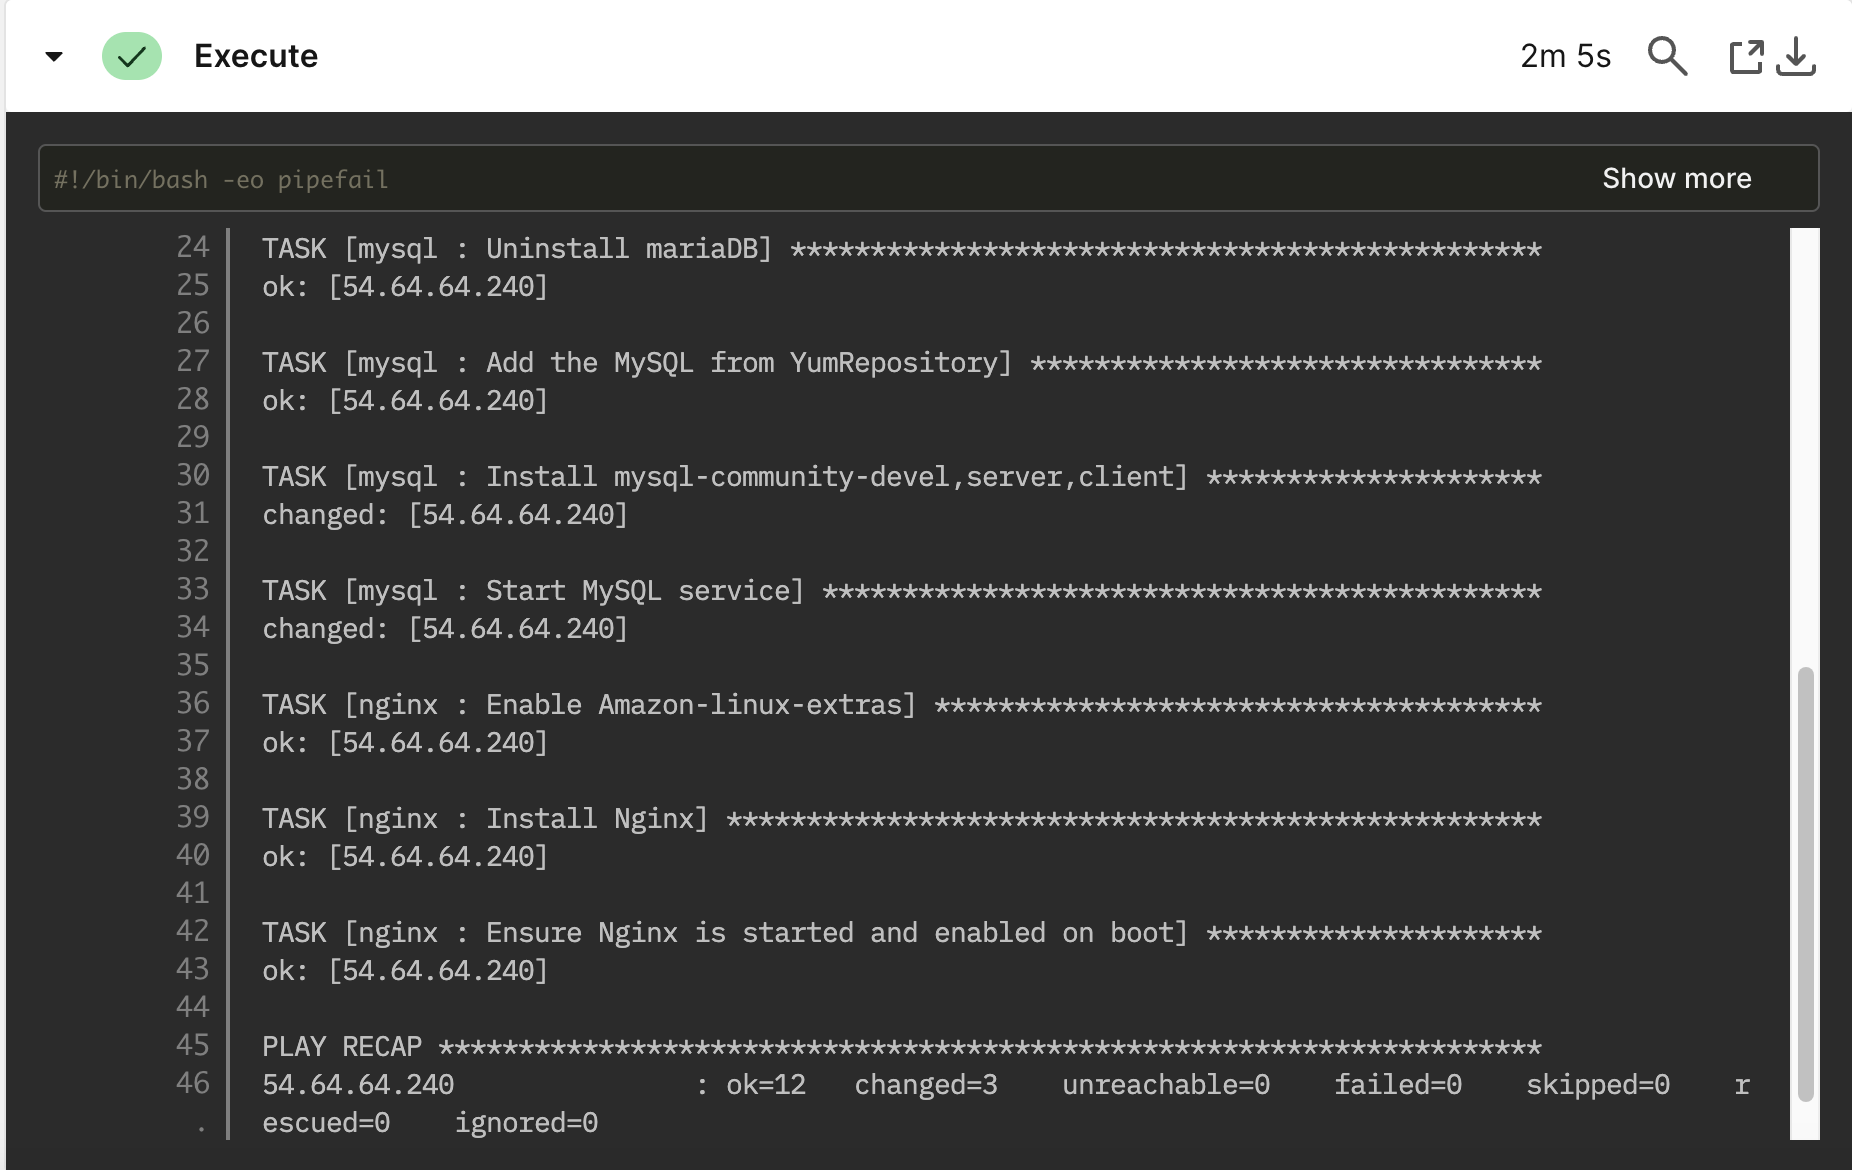 Execute
2m 5s
#!/bin/bash -eo pipefail
Show more
24 TASK [mysql : Uninstall mariaDB] ***********************************************
25 ok: [54.64.64.240]
26
27 TASK [mysql : Add the MySQL from YumRepository] ********************************
28 ok: [54.64.64.240]
29
30 TASK [mysql : Install mysql-community-devel,server,client] *********************
31 changed: [54.64.64.240]
32
33 TASK [mysql : Start MySQL service] *********************************************
34 changed: [54.64.64.240]
35
36 TASK [nginx : Enable Amazon-linux-extras] **************************************
37 ok: [54.64.64.240]
38
39 TASK [nginx : Install Nginx] ***************************************************
40 ok: [54.64.64.240]
41
42 TASK [nginx : Ensure Nginx is started and enabled on boot] *********************
43 ok: [54.64.64.240]
44
45 PLAY RECAP *********************************************************************
46 54.64.64.240               : ok=12   changed=3    unreachable=0    failed=0    skipped=0    r
. escued=0    ignored=0